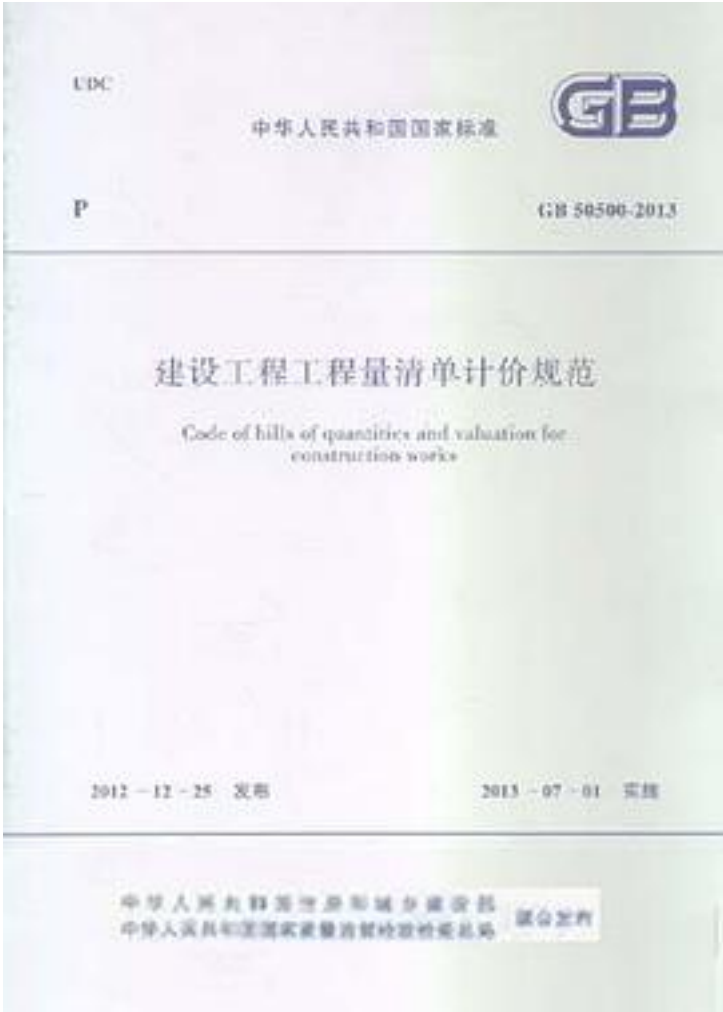 UDC
GB
中华人民共和国国家标准
P
GB 50500-2013
建设工程工程量清单计价规范
Code of bills of quantities and valuation for
construction works
2012-12-25 发布
2013-07-01 实施
中华人民共和国住房和城乡建设部
中华人民共和国国家质量监督检验检疫总局
联合发布